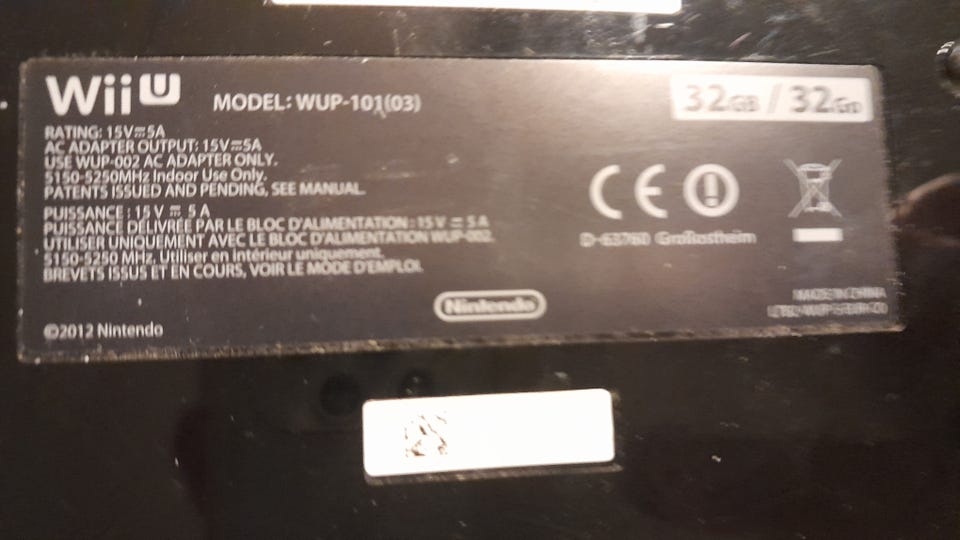 Wii U
MODEL: WUP-101(03)
32GB / 32Go
RATING: 15V⎓5A
AC ADAPTER OUTPUT: 15V⎓5A
USE WUP-002 AC ADAPTER ONLY.
5150-5250MHz Indoor Use Only.
PATENTS ISSUED AND PENDING, SEE MANUAL.
PUISSANCE : 15 V ⎓ 5 A
PUISSANCE DÉLIVRÉE PAR LE BLOC D'ALIMENTATION : 15 V ⎓ 5 A
UTILISER UNIQUEMENT AVEC LE BLOC D'ALIMENTATION WUP-002.
5150-5250 MHz. Utiliser en intérieur uniquement.
BREVETS ISSUS ET EN COURS, VOIR LE MODE D'EMPLOI.
CE
D-63760 Großostheim
Nintendo
MADE IN CHINA
©2012 Nintendo